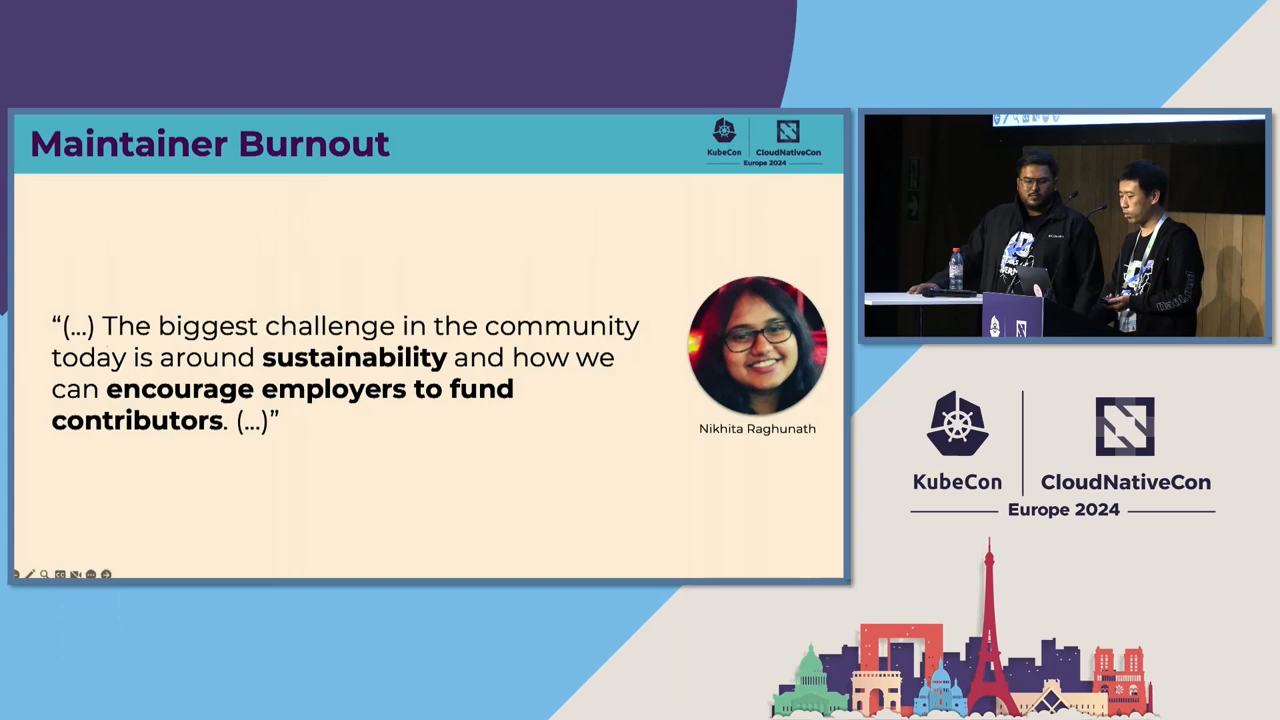 Maintainer Burnout
KubeCon
CloudNativeCon
Europe 2024
“(...) The biggest challenge in the community
today is around sustainability and how we
can encourage employers to fund
contributors. (...)”
Nikhita Raghunath
KubeCon
CloudNativeCon
Europe 2024